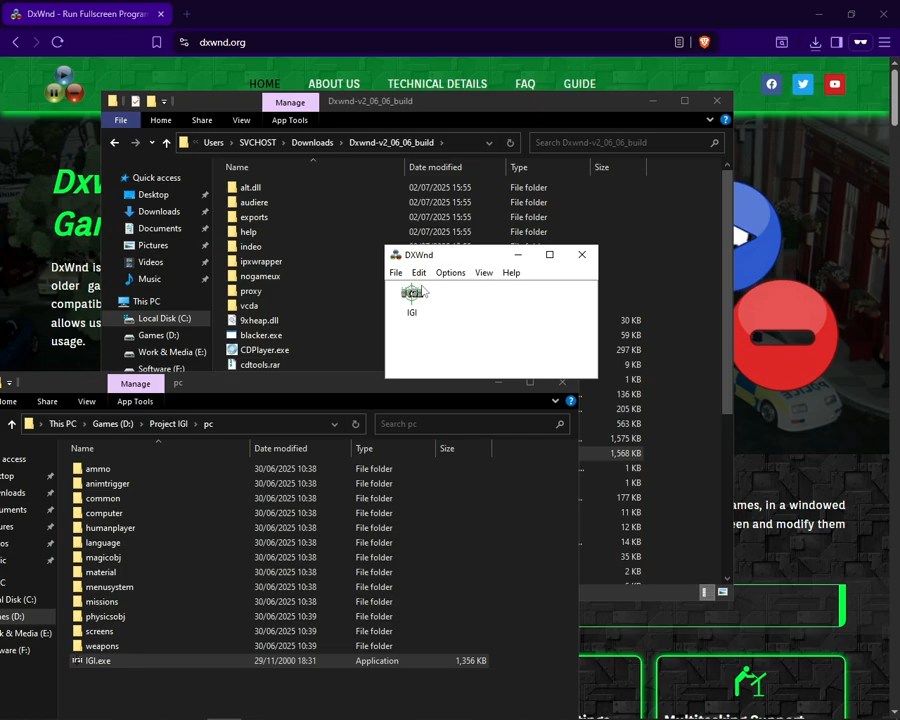 DxWnd - Run Fullscreen Program
dxwnd.org
HOME ABOUT US TECHNICAL DETAILS FAQ GUIDE
Manage Dxwnd-v2_06_06_build
File Home Share View App Tools
Users SVCHOST Downloads Dxwnd-v2_06_06_build
Search Dxwnd-v2_06_06_build
Name Date modified Type Size
Quick access
Desktop
Downloads
Documents
Pictures
Videos
Music
This PC
Local Disk (C:)
Games (D:)
Work & Media (E:)
Software (F:)
alt.dll 02/07/2025 15:55 File folder
audiere 02/07/2025 15:55 File folder
exports 02/07/2025 15:55 File folder
help 02/07/2025 15:55 File folder
indeo
ipxwrapper
nogameux
proxy
vcda
9xheap.dll 30 KB
blacker.exe 59 KB
CDPlayer.exe 297 KB
cdtools.rar 9 KB
1 KB
136 KB
205 KB
563 KB
1,575 KB
1,568 KB
1 KB
1 KB
177 KB
11 KB
12 KB
14 KB
35 KB
2 KB
DXWnd
File Edit Options View Help
IGI
DxWnd is
older ga
compatib
allows us
usage.
ames, in a windowed
een and modify them
Manage pc
ome Share View App Tools
This PC Games (D:) Project IGI pc
Search pc
Name Date modified Type Size
access
top
wnloads
uments
ures
os
ic
C
al Disk (C:)
nes (D:)
k & Media (E:)
ware (F:)
ammo 30/06/2025 10:38 File folder
animtrigger 30/06/2025 10:38 File folder
common 30/06/2025 10:38 File folder
computer 30/06/2025 10:38 File folder
humanplayer 30/06/2025 10:38 File folder
language 30/06/2025 10:38 File folder
magicobj 30/06/2025 10:38 File folder
material 30/06/2025 10:38 File folder
menusystem 30/06/2025 10:38 File folder
missions 30/06/2025 10:38 File folder
physicsobj 30/06/2025 10:39 File folder
screens 30/06/2025 10:39 File folder
weapons 30/06/2025 10:39 File folder
IGI.exe 29/11/2000 18:31 Application 1,356 KB